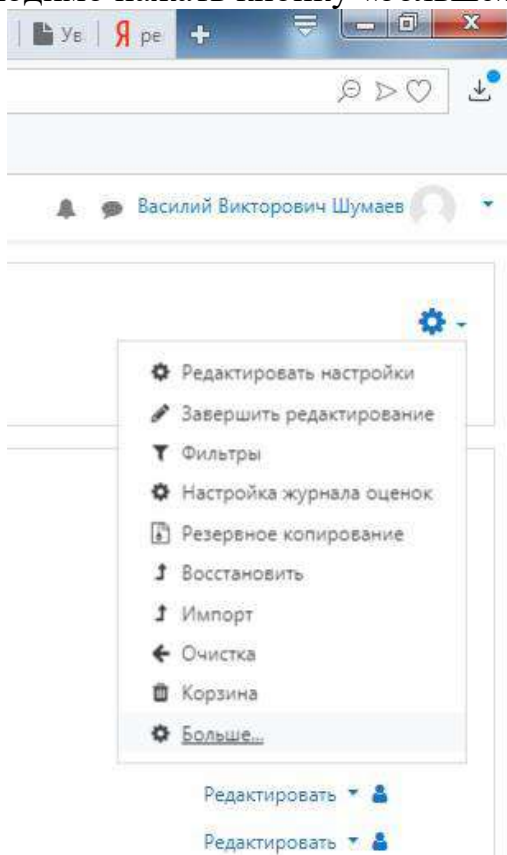 Ув
Я ре
Василий Викторович Шумаев
Редактировать настройки
Завершить редактирование
Фильтры
Настройка журнала оценок
Резервное копирование
Восстановить
Импорт
Очистка
Корзина
Больше...
Редактировать
Редактировать